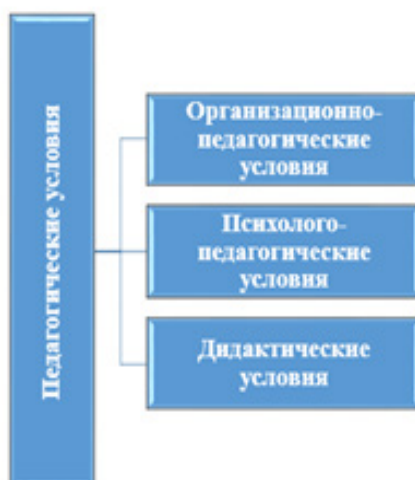 Педагогические условия
Организационно-
педагогические
условия
Психолого-
педагогические
условия
Дидактические
условия